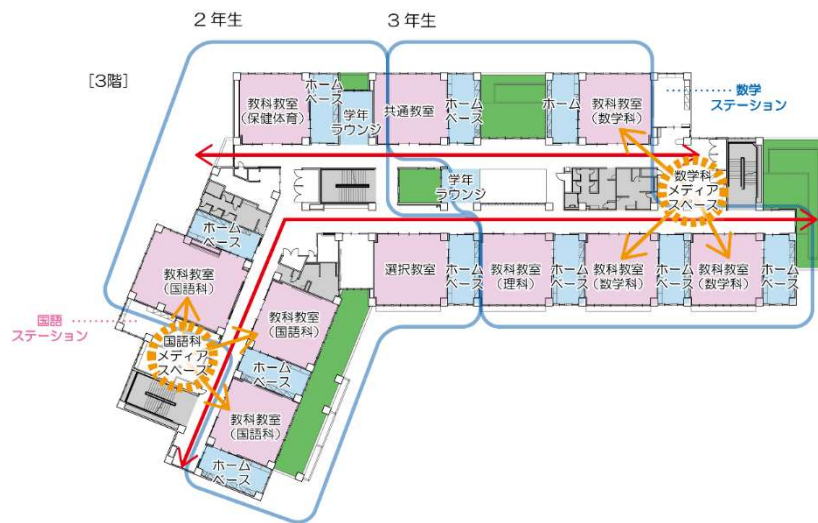 2年生
3年生
[3階]
教科教室
(保健体育)
ホーム
ベース
学年
ラウンジ
共通教室
ホーム
ベース
ホーム
教科教室
(数学科)
数学
ステーション
学年
ラウンジ
数学科
メディア
スペース
ホーム
ベース
教科教室
(国語科)
選択教室
ホーム
ベース
教科教室
(理科)
ホーム
ベース
教科教室
(数学科)
ホーム
ベース
教科教室
(数学科)
ホーム
ベース
国語
ステーション
国語科
メディア
スペース
教科教室
(国語科)
ホーム
ベース
教科教室
(国語科)
ホーム
ベース